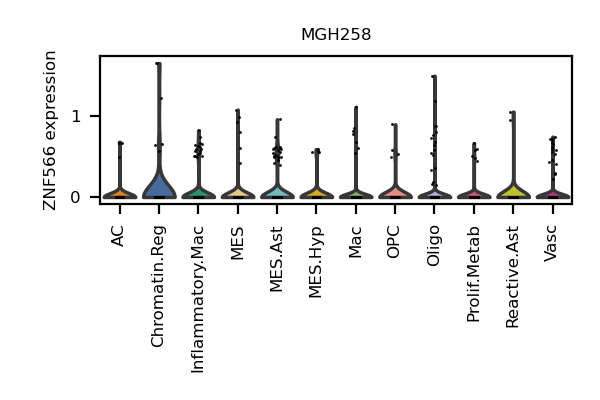 MGH258
ZNF566 expression
1
0
AC
Chromatin.Reg
Inflammatory.Mac
MES
MES.Ast
MES.Hyp
Mac
OPC
Oligo
Prolif.Metab
Reactive.Ast
Vasc